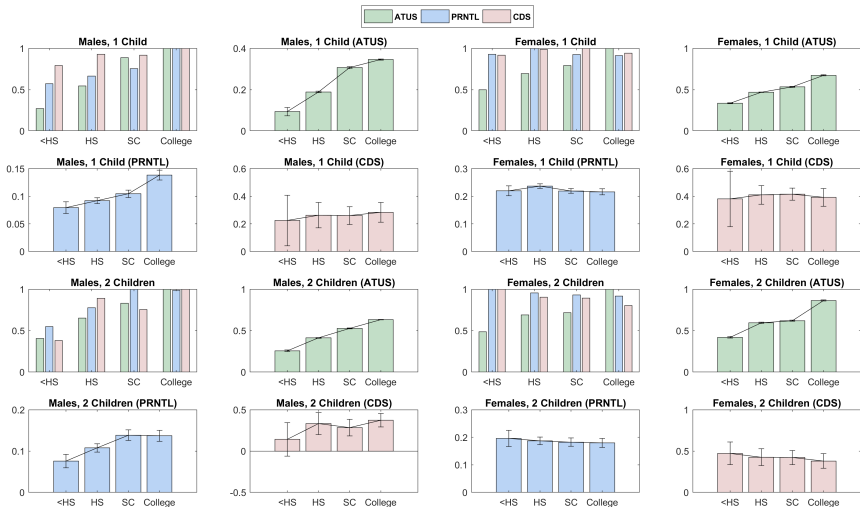 ATUS PRNTL CDS
Males, 1 Child
1
0.5
0
<HS HS SC College
Males, 1 Child (ATUS)
0.4
0.2
0
<HS HS SC College
Females, 1 Child
1
0.5
0
<HS HS SC College
Females, 1 Child (ATUS)
1
0.5
0
<HS HS SC College
Males, 1 Child (PRNTL)
0.15
0.1
0.05
0
<HS HS SC College
Males, 1 Child (CDS)
0.6
0.4
0.2
0
<HS HS SC College
Females, 1 Child (PRNTL)
0.3
0.2
0.1
0
<HS HS SC College
Females, 1 Child (CDS)
0.6
0.4
0.2
0
<HS HS SC College
Males, 2 Children
1
0.5
0
<HS HS SC College
Males, 2 Children (ATUS)
1
0.5
0
<HS HS SC College
Females, 2 Children
1
0.5
0
<HS HS SC College
Females, 2 Children (ATUS)
1
0.5
0
<HS HS SC College
Males, 2 Children (PRNTL)
0.2
0.1
0
<HS HS SC College
Males, 2 Children (CDS)
0.5
0
-0.5
<HS HS SC College
Females, 2 Children (PRNTL)
0.3
0.2
0.1
0
<HS HS SC College
Females, 2 Children (CDS)
1
0.5
0
<HS HS SC College